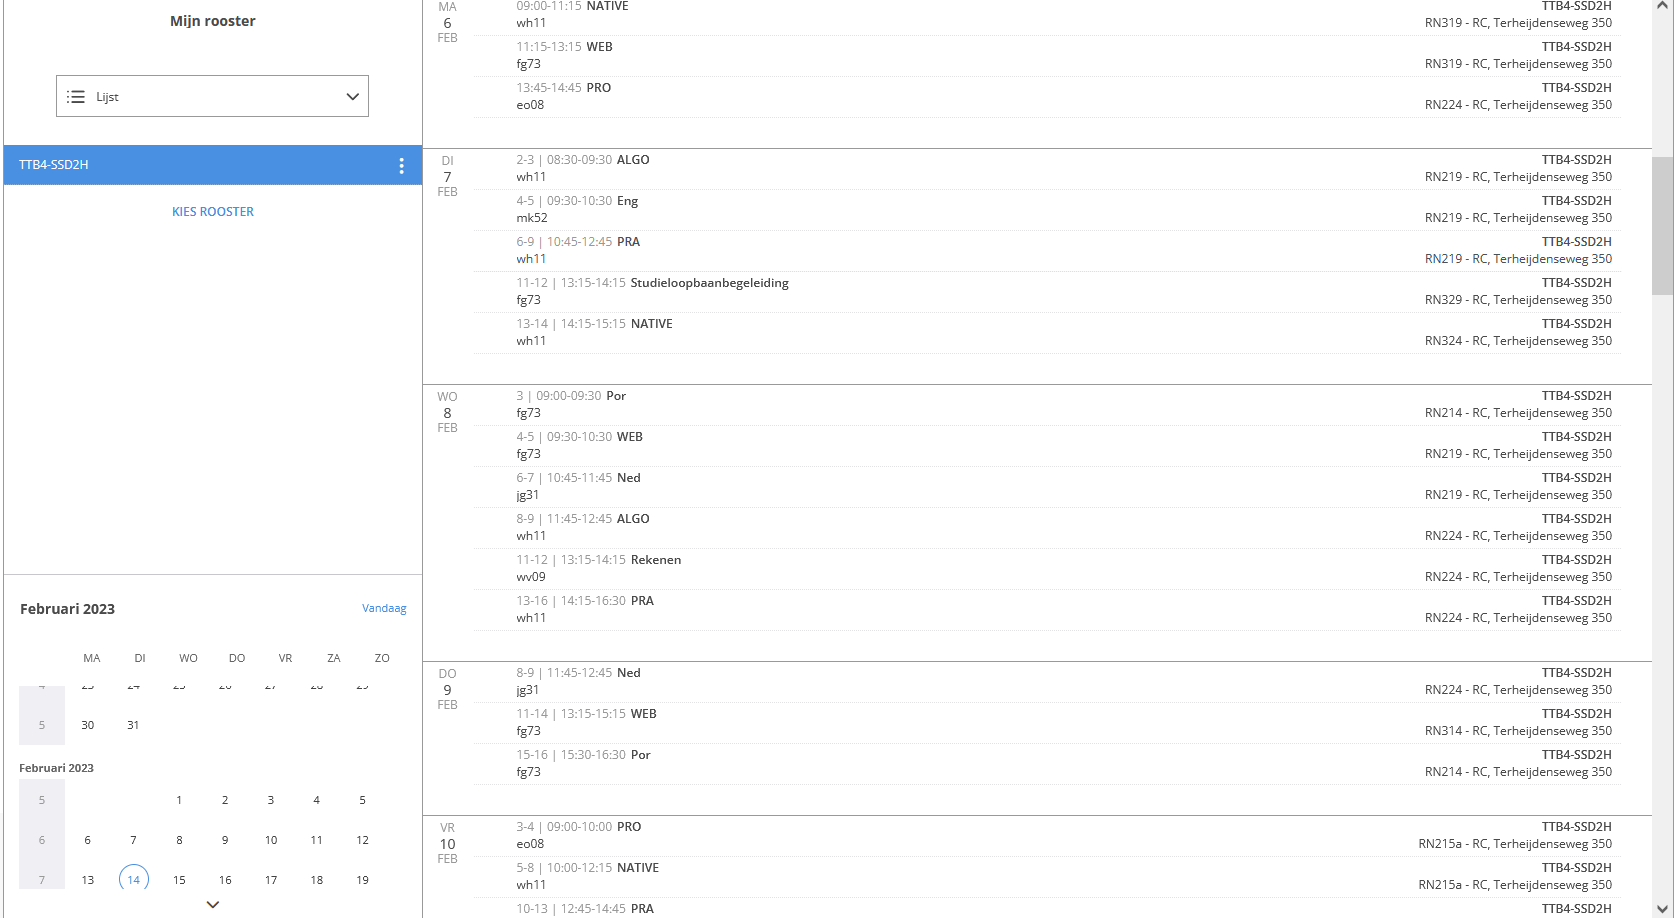 Mijn rooster
Lijst
TTB4-SSD2H
KIES ROOSTER
Februari 2023 Vandaag
MA DI WO DO VR ZA ZO
4 23 24 25 26 27 28 29
5 30 31
Februari 2023
5 1 2 3 4 5
6 6 7 8 9 10 11 12
7 13 14 15 16 17 18 19
MA
6
FEB
09:00-11:15 NATIVE TTB4-SSD2H
wh11 RN319 - RC, Terheijdenseweg 350
11:15-13:15 WEB TTB4-SSD2H
fg73 RN319 - RC, Terheijdenseweg 350
13:45-14:45 PRO TTB4-SSD2H
eo08 RN224 - RC, Terheijdenseweg 350
DI
7
FEB
2-3 | 08:30-09:30 ALGO TTB4-SSD2H
wh11 RN219 - RC, Terheijdenseweg 350
4-5 | 09:30-10:30 Eng TTB4-SSD2H
mk52 RN219 - RC, Terheijdenseweg 350
6-9 | 10:45-12:45 PRA TTB4-SSD2H
wh11 RN219 - RC, Terheijdenseweg 350
11-12 | 13:15-14:15 Studieloopbaanbegeleiding TTB4-SSD2H
fg73 RN329 - RC, Terheijdenseweg 350
13-14 | 14:15-15:15 NATIVE TTB4-SSD2H
wh11 RN324 - RC, Terheijdenseweg 350
WO
8
FEB
3 | 09:00-09:30 Por TTB4-SSD2H
fg73 RN214 - RC, Terheijdenseweg 350
4-5 | 09:30-10:30 WEB TTB4-SSD2H
fg73 RN219 - RC, Terheijdenseweg 350
6-7 | 10:45-11:45 Ned TTB4-SSD2H
jg31 RN219 - RC, Terheijdenseweg 350
8-9 | 11:45-12:45 ALGO TTB4-SSD2H
wh11 RN224 - RC, Terheijdenseweg 350
11-12 | 13:15-14:15 Rekenen TTB4-SSD2H
wv09 RN224 - RC, Terheijdenseweg 350
13-16 | 14:15-16:30 PRA TTB4-SSD2H
wh11 RN224 - RC, Terheijdenseweg 350
DO
9
FEB
8-9 | 11:45-12:45 Ned TTB4-SSD2H
jg31 RN224 - RC, Terheijdenseweg 350
11-14 | 13:15-15:15 WEB TTB4-SSD2H
fg73 RN314 - RC, Terheijdenseweg 350
15-16 | 15:30-16:30 Por TTB4-SSD2H
fg73 RN214 - RC, Terheijdenseweg 350
VR
10
FEB
3-4 | 09:00-10:00 PRO TTB4-SSD2H
eo08 RN215a - RC, Terheijdenseweg 350
5-8 | 10:00-12:15 NATIVE TTB4-SSD2H
wh11 RN215a - RC, Terheijdenseweg 350
10-13 | 12:45-14:45 PRA TTB4-SSD2H